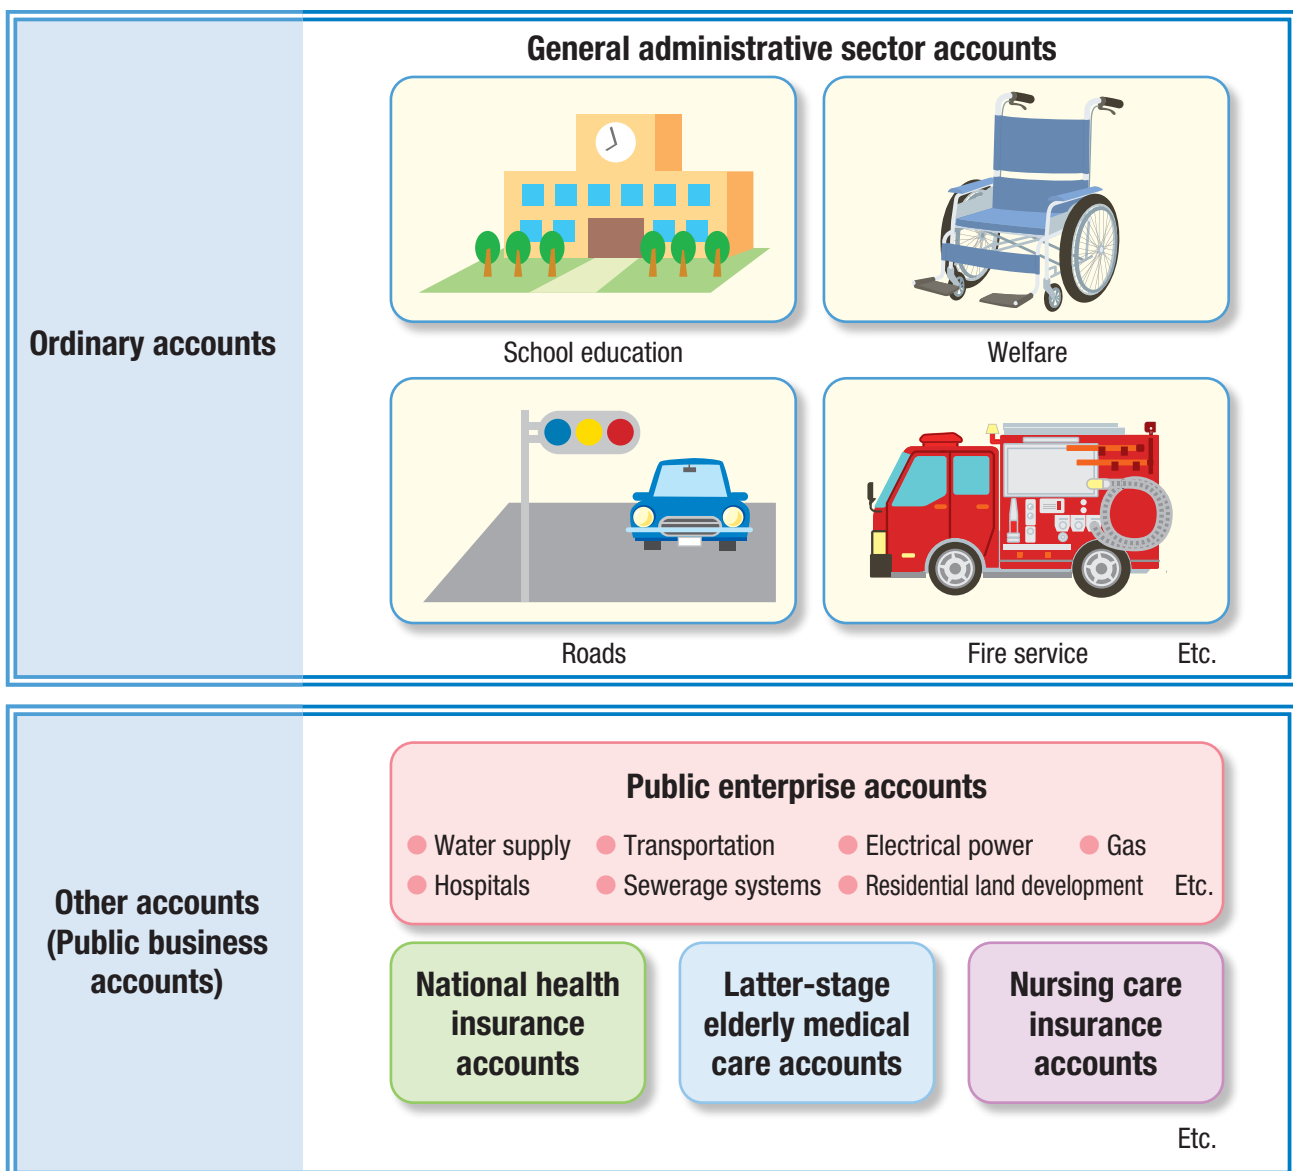 General administrative sector accounts
Ordinary accounts
School education
Welfare
Roads
Fire service
Etc.
Other accounts
(Public business
accounts)
Public enterprise accounts
Water supply
Transportation
Electrical power
Gas
Hospitals
Sewerage systems
Residential land development
Etc.
National health
insurance
accounts
Latter-stage
elderly medical
care accounts
Nursing care
insurance
accounts
Etc.